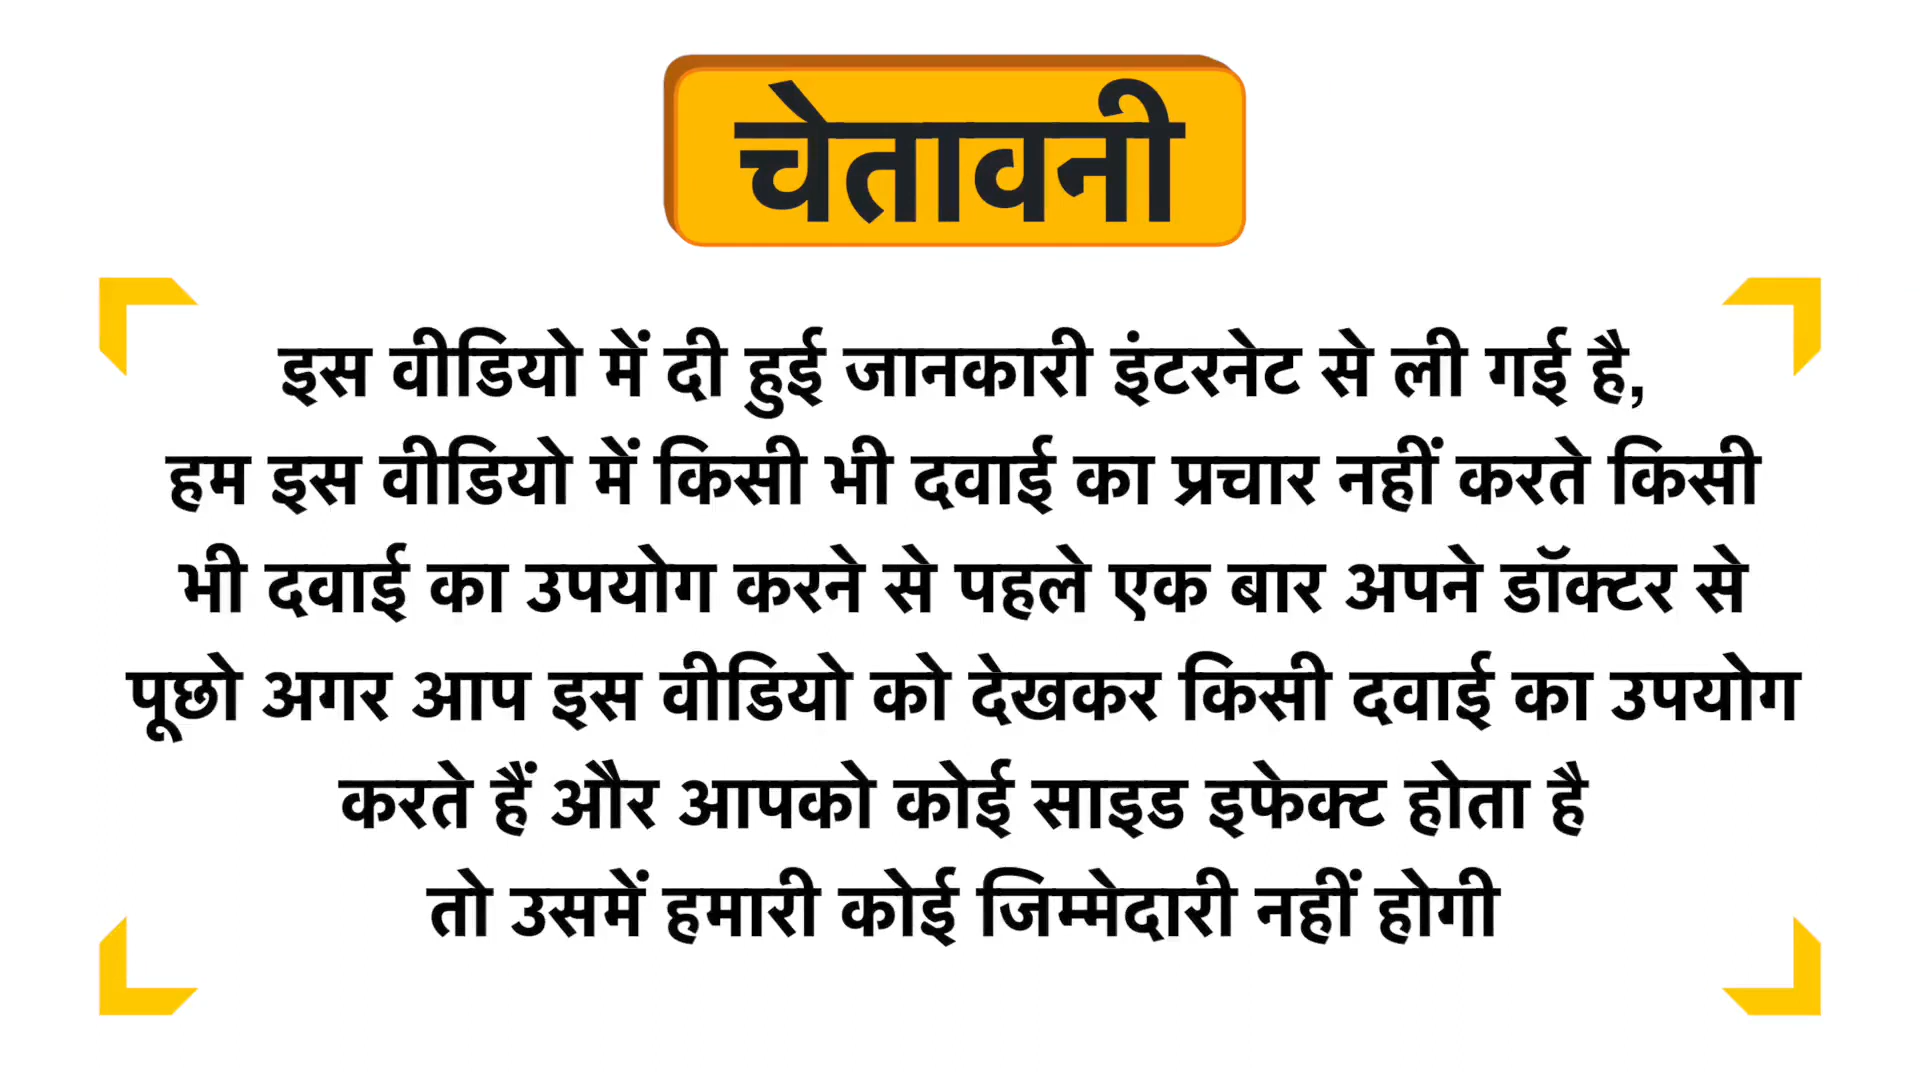 चेतावनी
इस वीडियो में दी हुई जानकारी इंटरनेट से ली गई है,
हम इस वीडियो में किसी भी दवाई का प्रचार नहीं करते किसी
भी दवाई का उपयोग करने से पहले एक बार अपने डॉक्टर से
पूछो अगर आप इस वीडियो को देखकर किसी दवाई का उपयोग
करते हैं और आपको कोई साइड इफेक्ट होता है
तो उसमें हमारी कोई जिम्मेदारी नहीं होगी